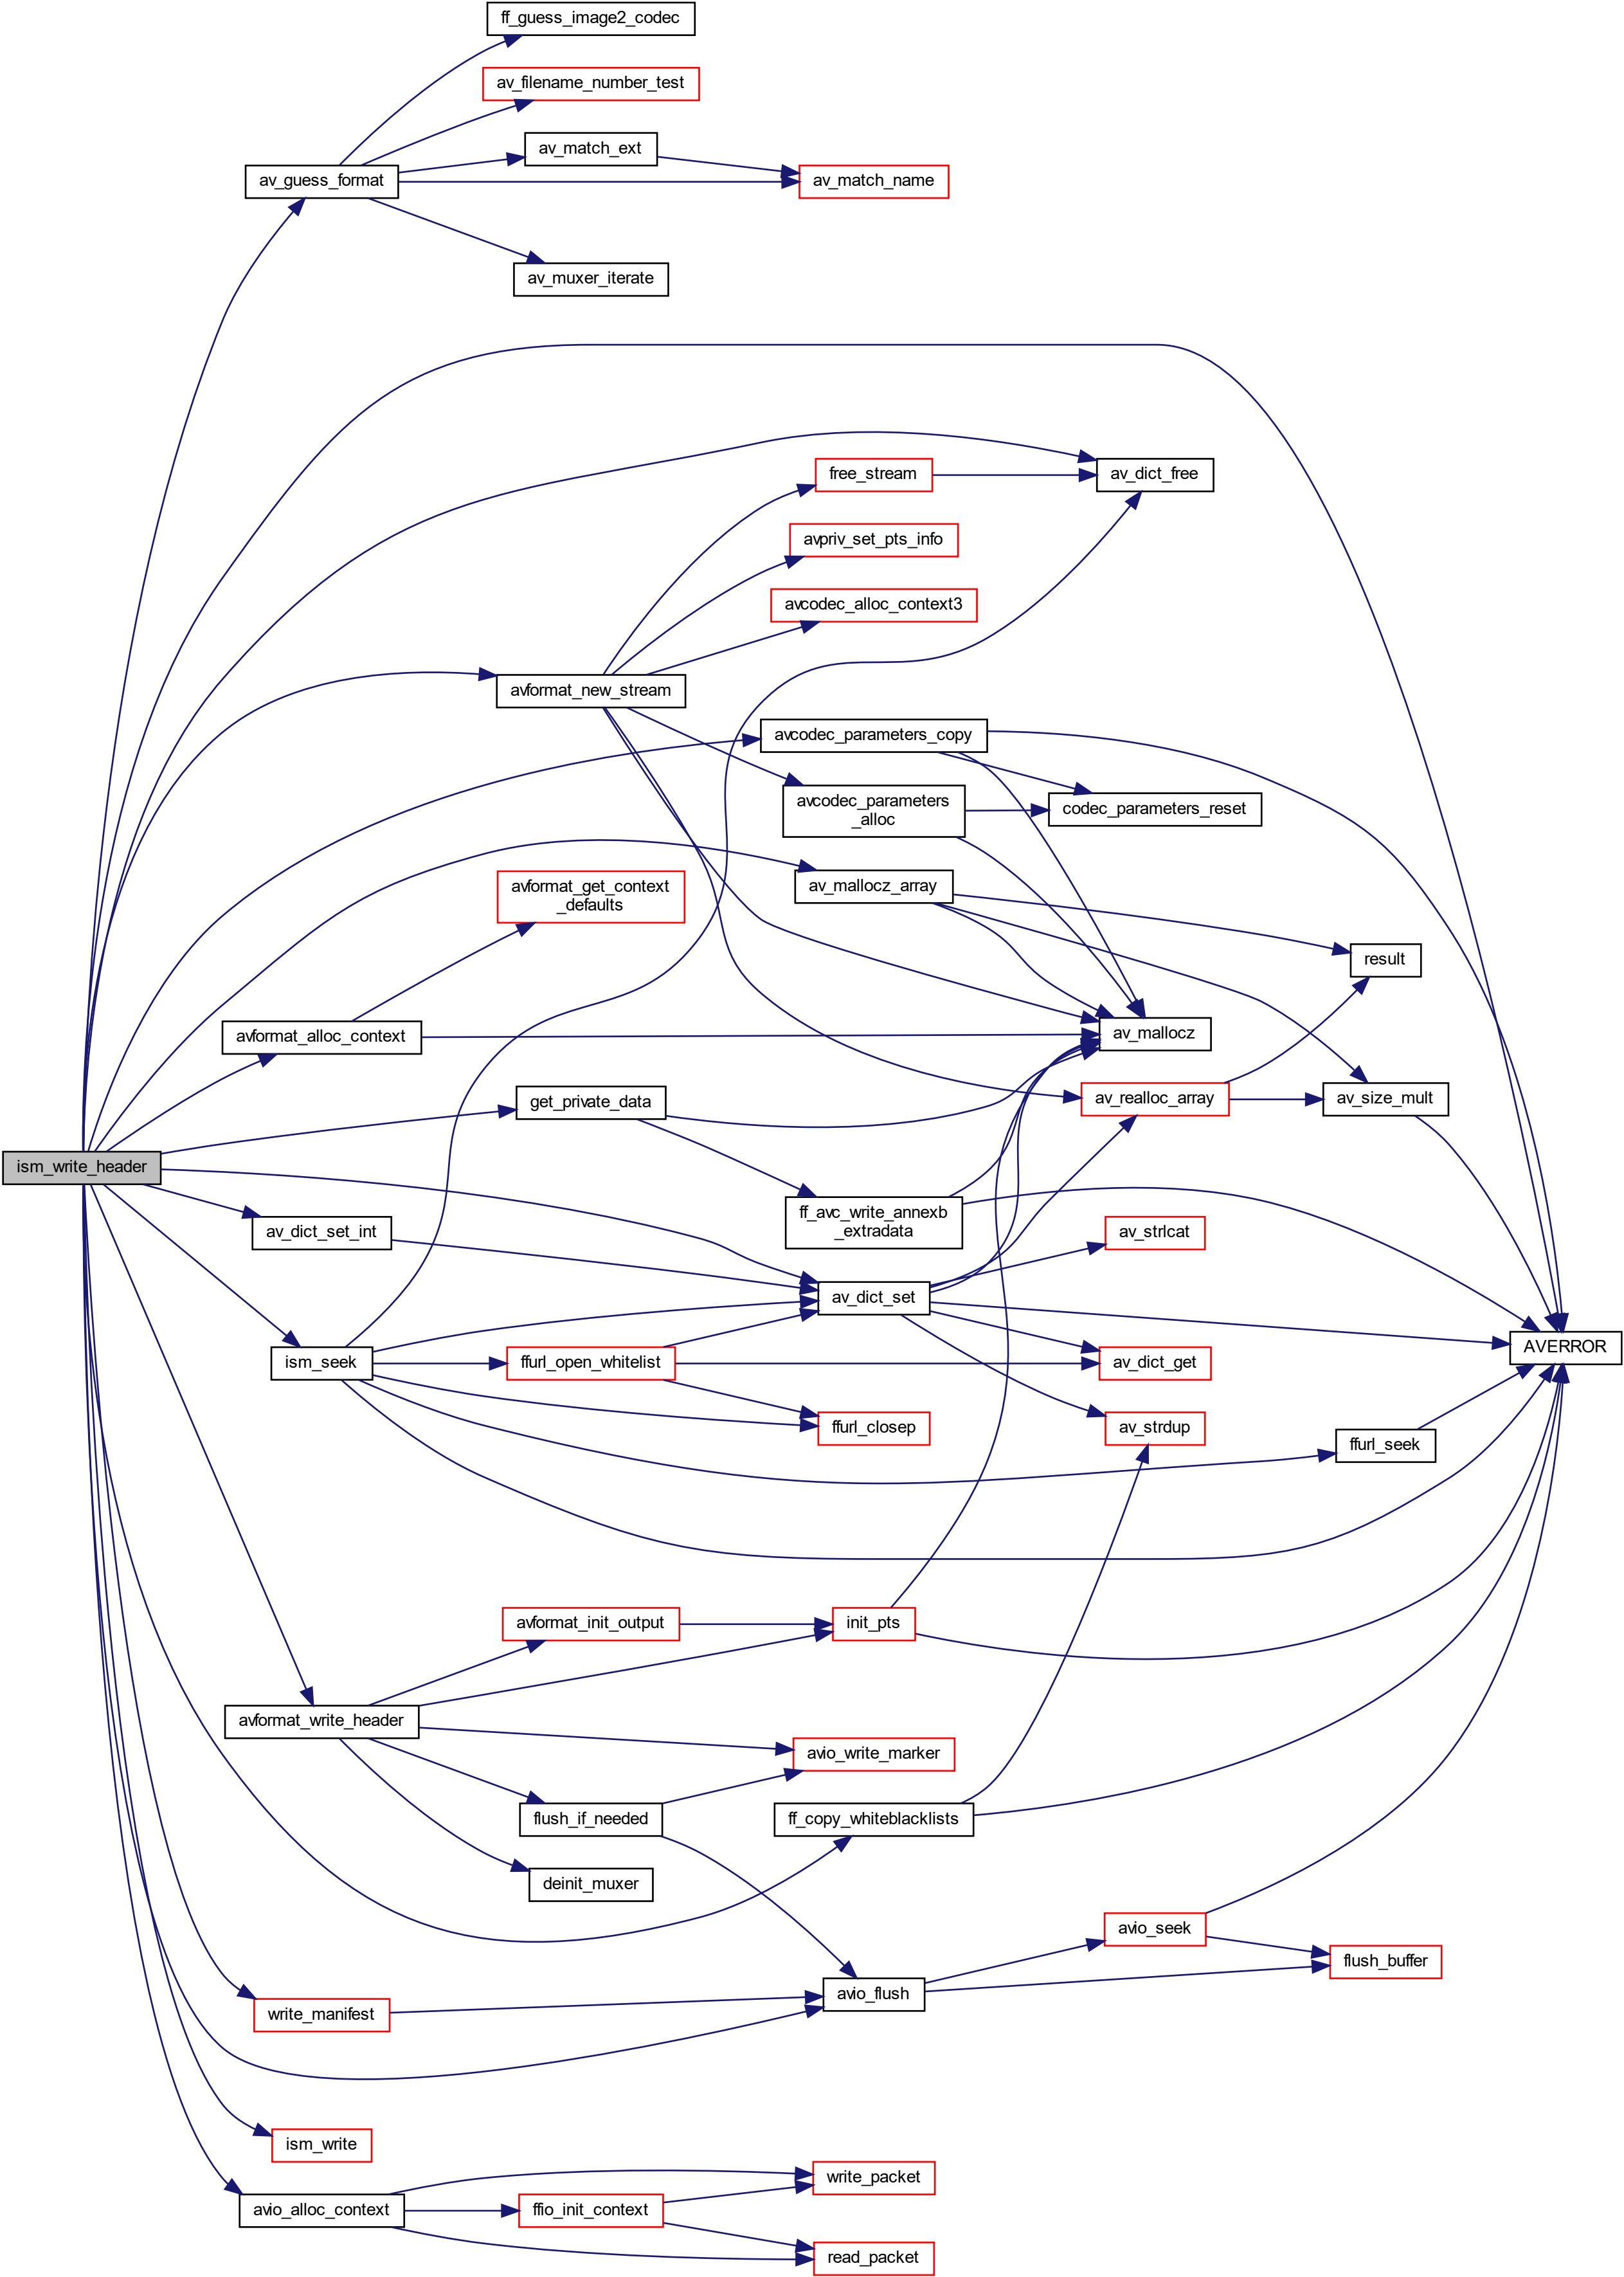 ff_guess_image2_codec
av_filename_number_test
av_match_ext
av_guess_format
av_match_name
av_muxer_iterate
free_stream
av_dict_free
avpriv_set_pts_info
avcodec_alloc_context3
avformat_new_stream
avcodec_parameters_copy
avcodec_parameters
_alloc
codec_parameters_reset
av_mallocz_array
avformat_get_context
_defaults
result
avformat_alloc_context
av_mallocz
get_private_data
av_realloc_array
av_size_mult
ism_write_header
ff_avc_write_annexb
_extradata
av_dict_set_int
av_strlcat
av_dict_set
AVERROR
ism_seek
ffurl_open_whitelist
av_dict_get
ffurl_closep
av_strdup
ffurl_seek
avformat_init_output
init_pts
avformat_write_header
avio_write_marker
flush_if_needed
ff_copy_whiteblacklists
deinit_muxer
avio_seek
flush_buffer
avio_flush
write_manifest
ism_write
write_packet
avio_alloc_context
ffio_init_context
read_packet